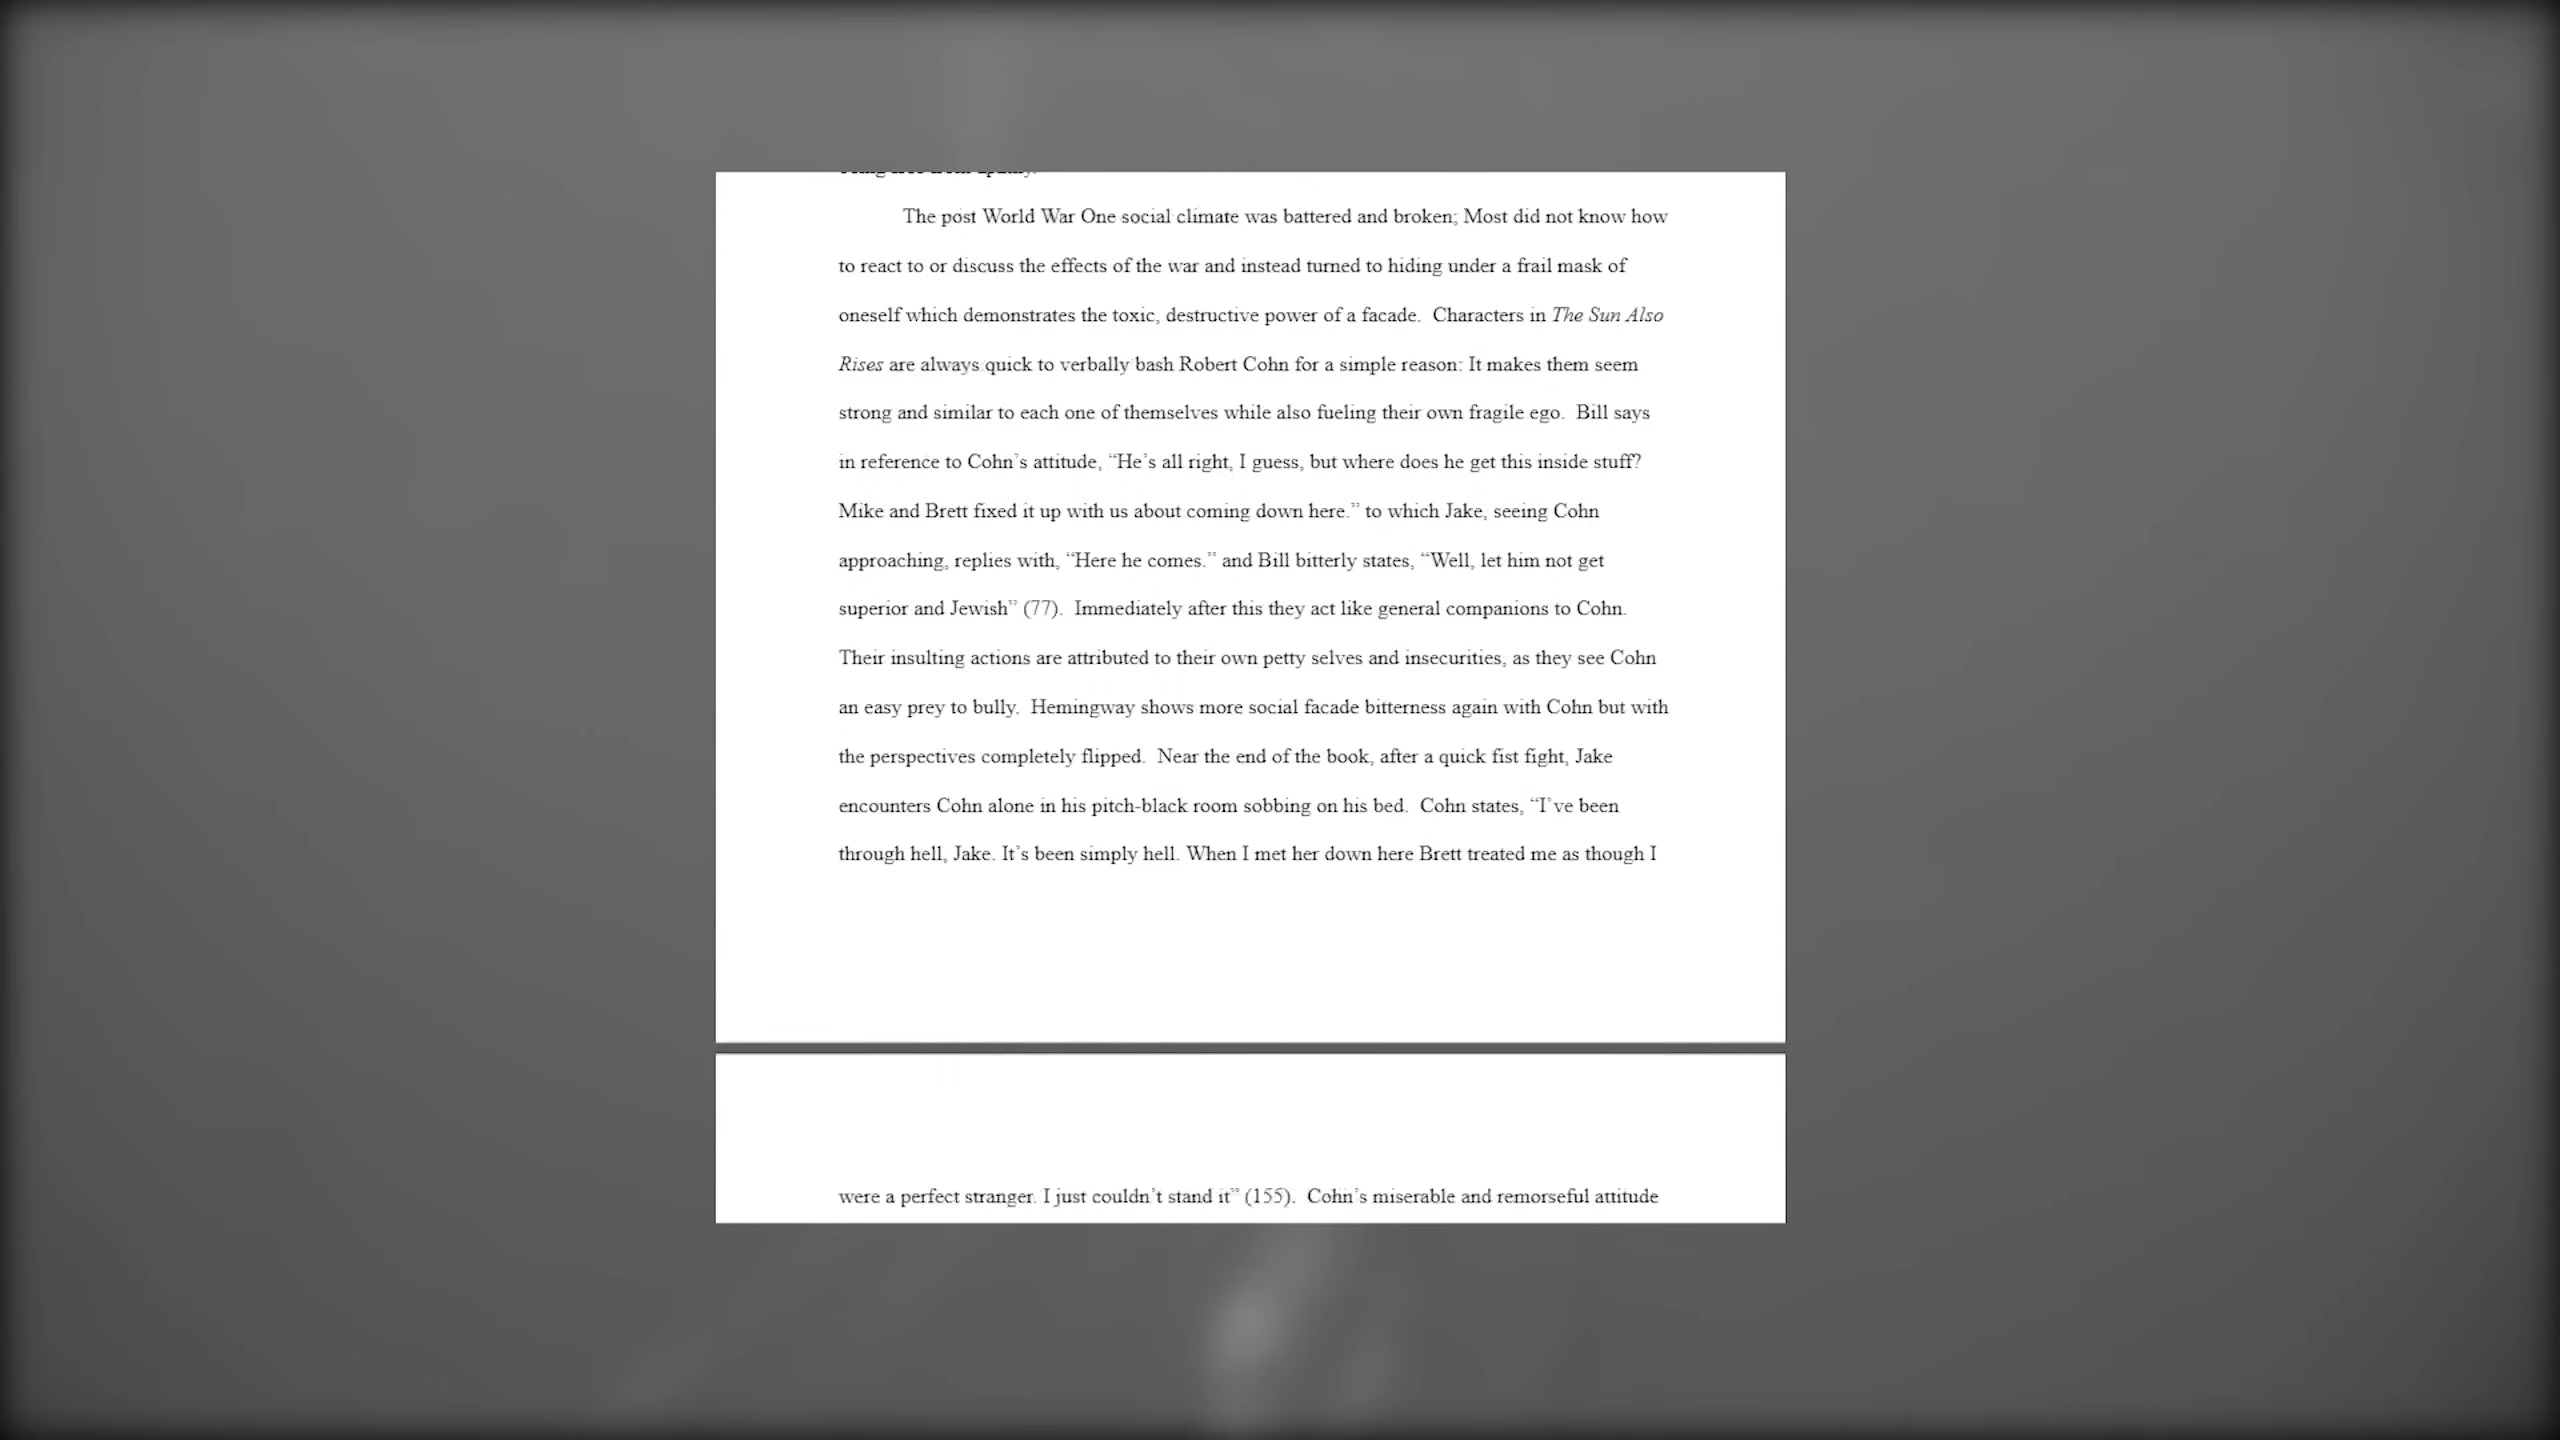 The post World War One social climate was battered and broken; Most did not know how
to react to or discuss the effects of the war and instead turned to hiding under a frail mask of
oneself which demonstrates the toxic, destructive power of a facade.  Characters in The Sun Also
Rises are always quick to verbally bash Robert Cohn for a simple reason: It makes them seem
strong and similar to each one of themselves while also fueling their own fragile ego.  Bill says
in reference to Cohn’s attitude, “He’s all right, I guess, but where does he get this inside stuff?
Mike and Brett fixed it up with us about coming down here.” to which Jake, seeing Cohn
approaching, replies with, “Here he comes.” and Bill bitterly states, “Well, let him not get
superior and Jewish” (77).  Immediately after this they act like general companions to Cohn.
Their insulting actions are attributed to their own petty selves and insecurities, as they see Cohn
an easy prey to bully.  Hemingway shows more social facade bitterness again with Cohn but with
the perspectives completely flipped.  Near the end of the book, after a quick fist fight, Jake
encounters Cohn alone in his pitch-black room sobbing on his bed.  Cohn states, “I’ve been
through hell, Jake. It’s been simply hell. When I met her down here Brett treated me as though I
were a perfect stranger. I just couldn’t stand it” (155).  Cohn’s miserable and remorseful attitude